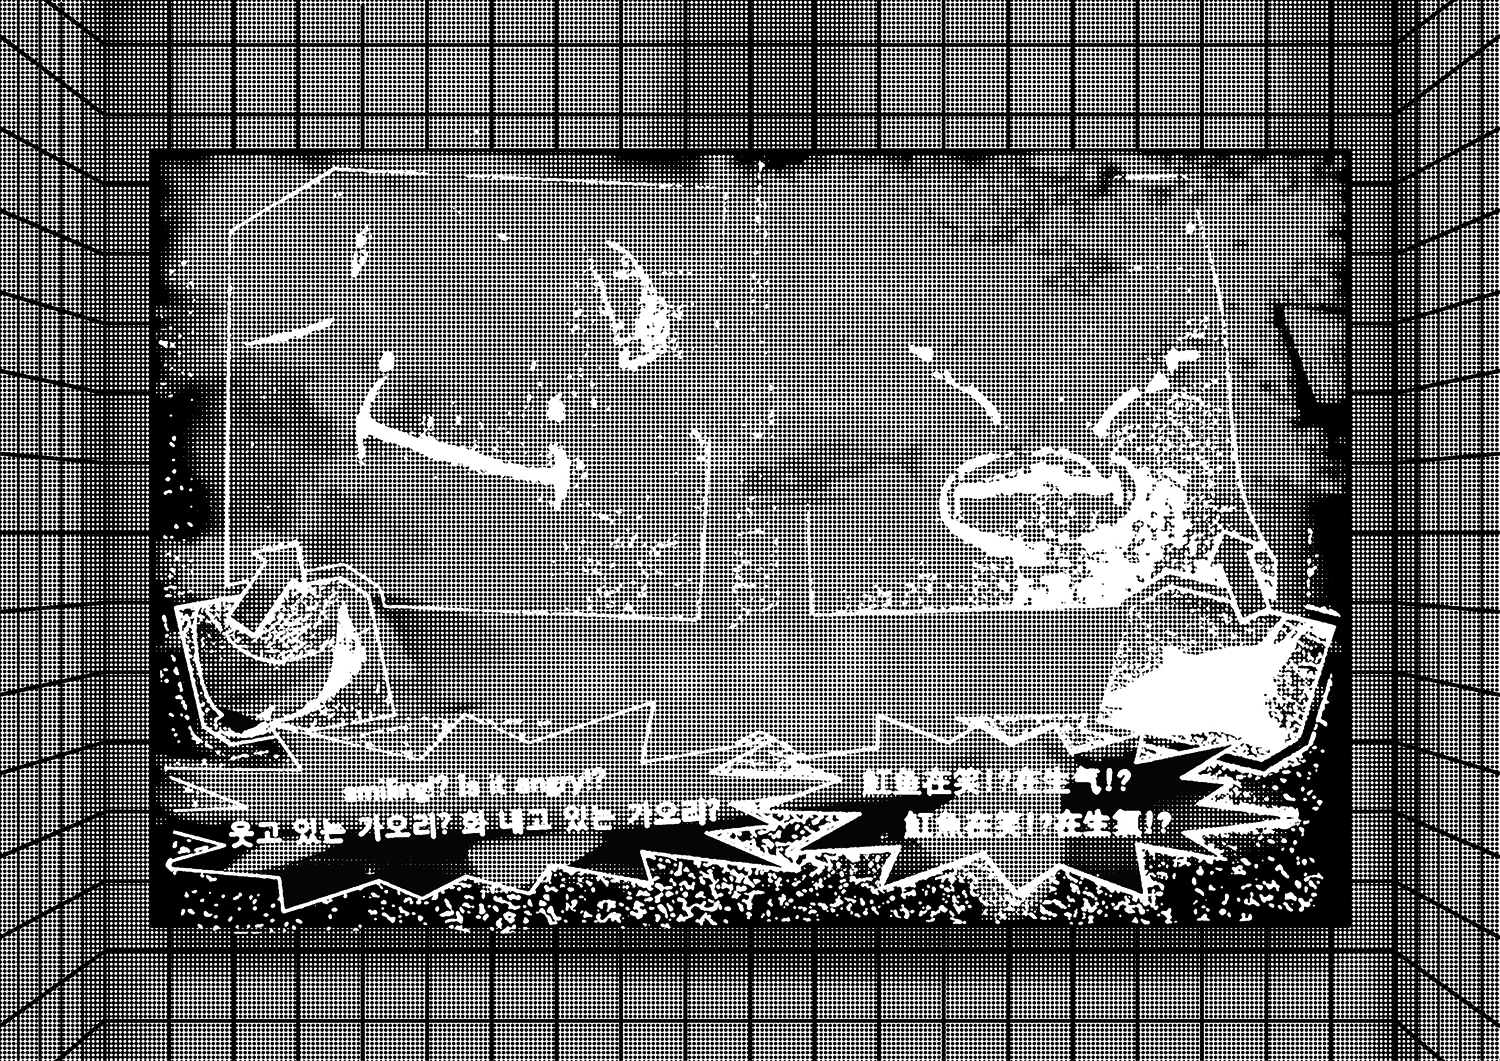 smiling? Is it angry!?
웃고 있는 가오리? 화 내고 있는 가오리?
魟鱼在笑!?在生气!?
魟魚在笑!?在生氣!?